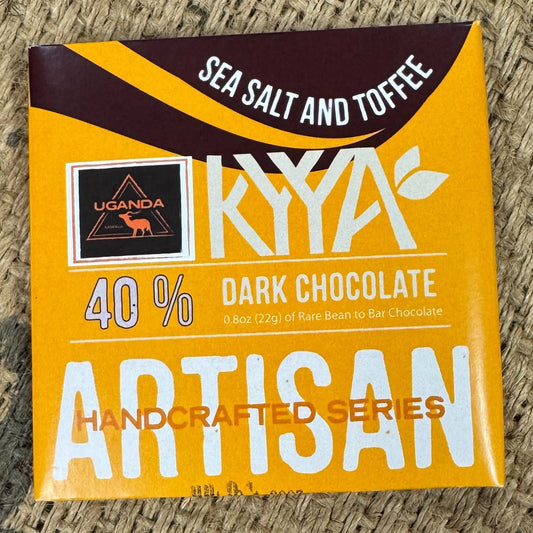 SEA SALT AND TOFFEE
KYYA
UGANDA
40 %
DARK CHOCOLATE
0.8oz (22g) of Rare Bean to Bar Chocolate
ARTISAN
HANDCRAFTED SERIES